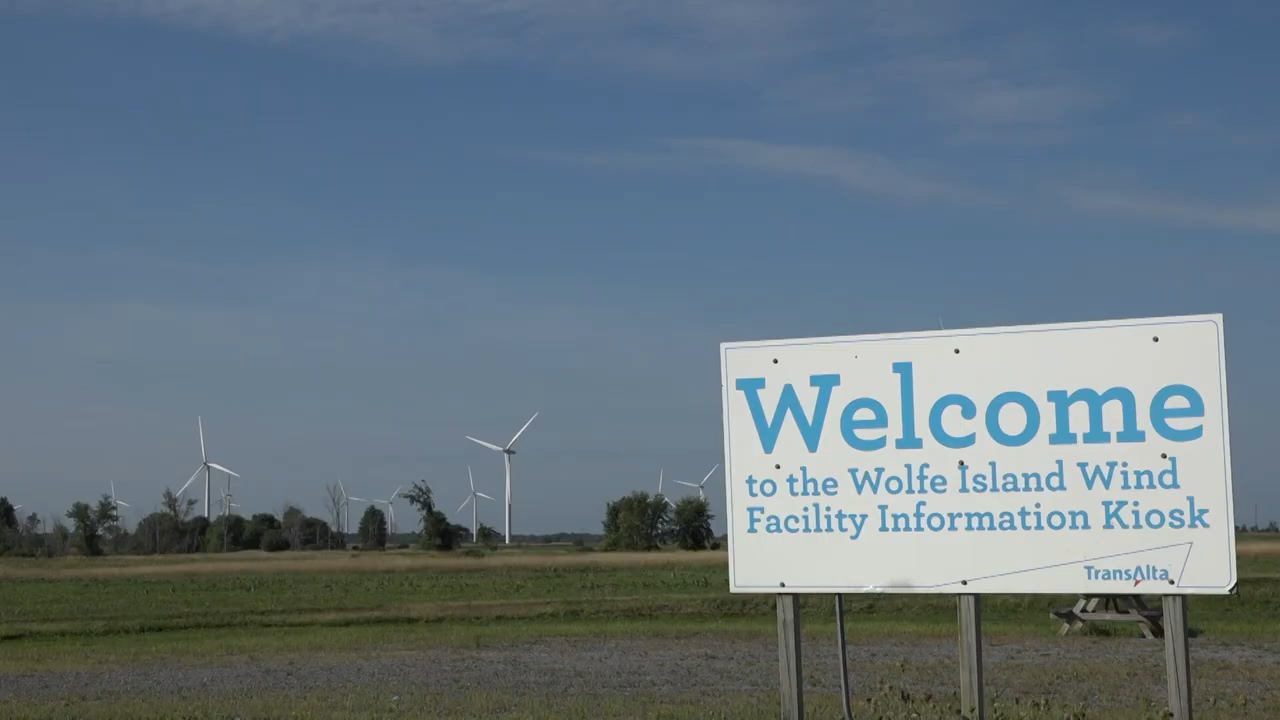 Welcome
to the Wolfe Island Wind
Facility Information Kiosk
TransAlta